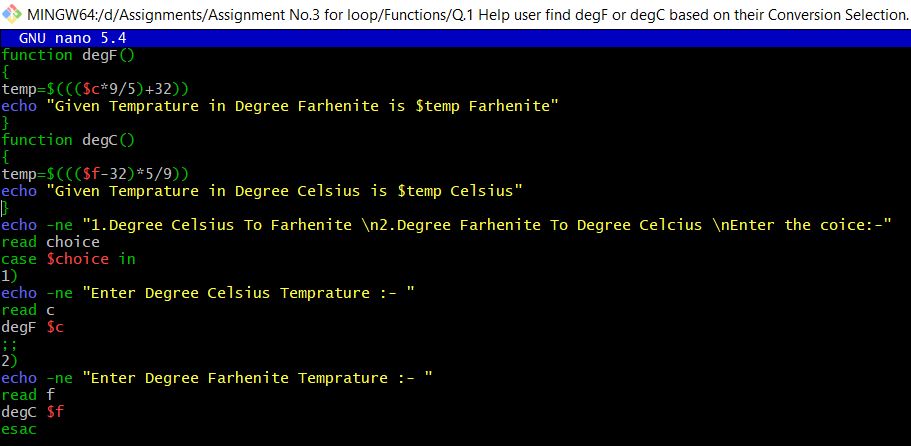 MINGW64:/d/Assignments/Assignment No.3 for loop/Functions/Q.1 Help user find degF or degC based on their Conversion Selection.
GNU nano 5.4
function degF()
{
temp=$((($c*9/5)+32))
echo "Given Temprature in Degree Farhenite is $temp Farhenite"
}
function degC()
{
temp=$((($f-32)*5/9))
echo "Given Temprature in Degree Celsius is $temp Celsius"
}
echo -ne "1.Degree Celsius To Farhenite \n2.Degree Farhenite To Degree Celcius \nEnter the coice:-"
read choice
case $choice in
1)
echo -ne "Enter Degree Celsius Temprature :- "
read c
degF $c
;;
2)
echo -ne "Enter Degree Farhenite Temprature :- "
read f
degC $f
esac